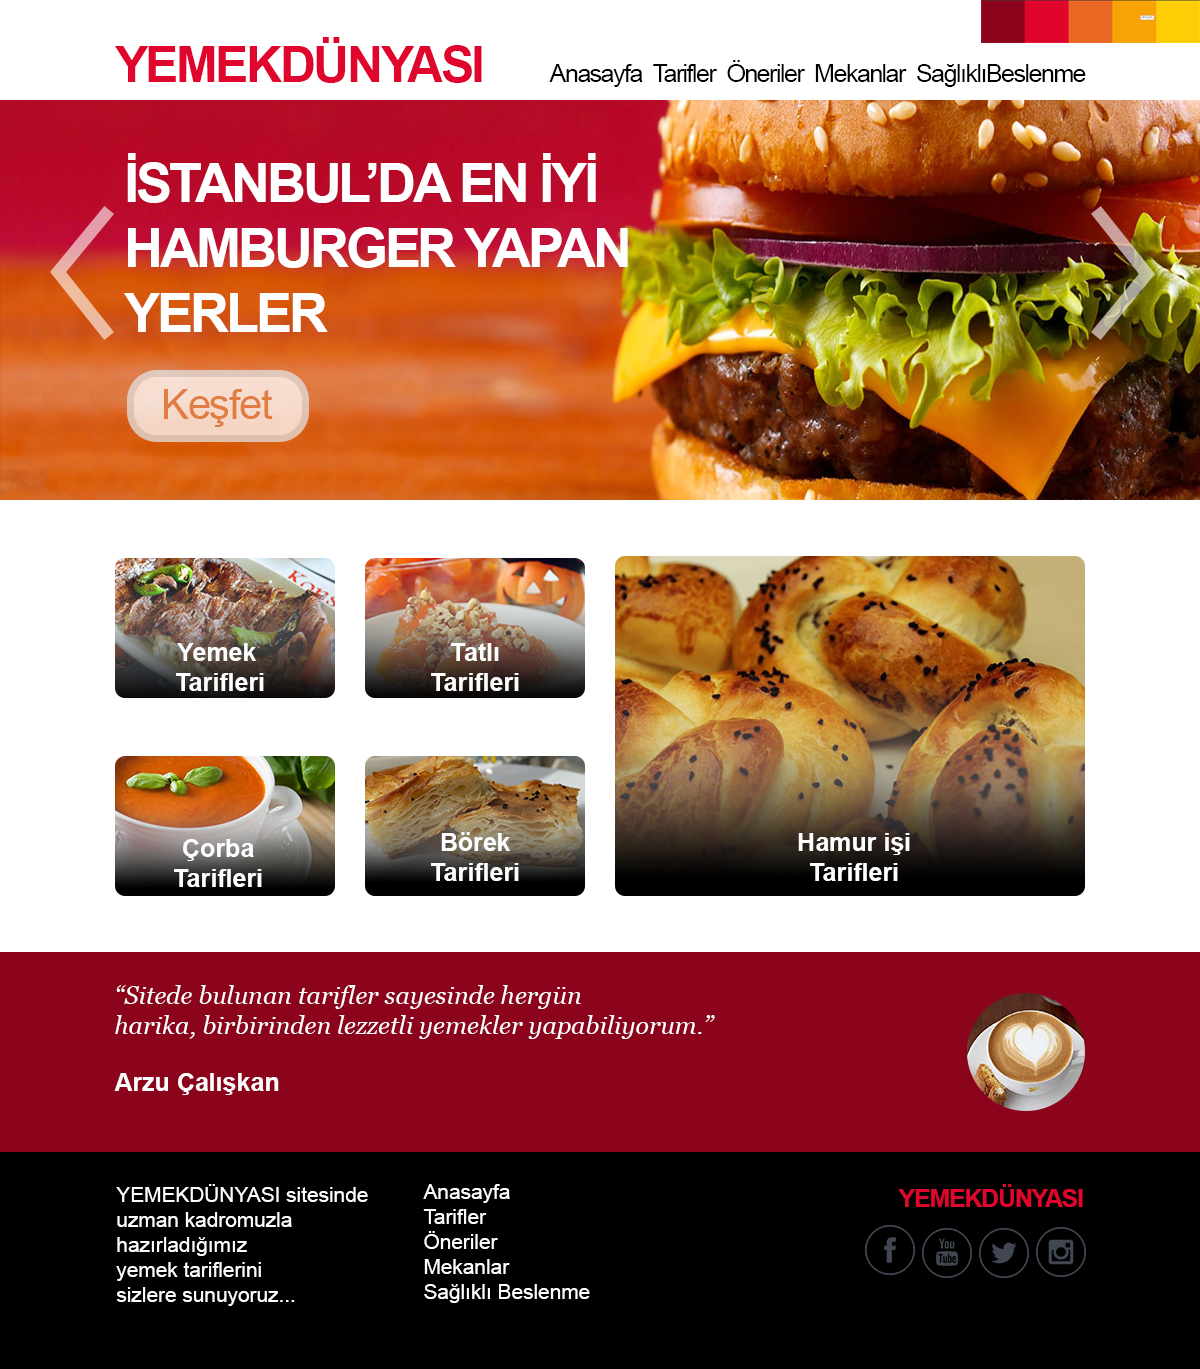 YEMEKDÜNYASI
Anasayfa Tarifler Öneriler Mekanlar SağlıklıBeslenme
İSTANBUL’DA EN İYİ
HAMBURGER YAPAN
YERLER
Keşfet
Yemek
Tarifleri
Tatlı
Tarifleri
Çorba
Tarifleri
Börek
Tarifleri
Hamur işi
Tarifleri
“Sitede bulunan tarifler sayesinde hergün
harika, birbirinden lezzetli yemekler yapabiliyorum.”
Arzu Çalışkan
YEMEKDÜNYASI sitesinde
uzman kadromuzla
hazırladığımız
yemek tariflerini
sizlere sunuyoruz...
Anasayfa
Tarifler
Öneriler
Mekanlar
Sağlıklı Beslenme
YEMEKDÜNYASI
You
Tube